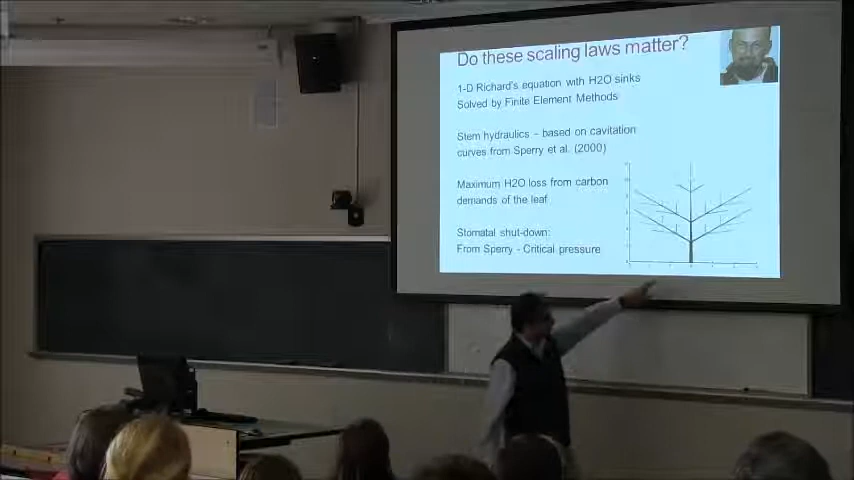 Do these scaling laws matter?
1-D Richard's equation with H2O sinks
Solved by Finite Element Methods
Stem hydraulics - based on cavitation
curves from Sperry et al. (2000)
Maximum H2O loss from carbon
demands of the leaf
Stomatal shut-down:
From Sperry - Critical pressure